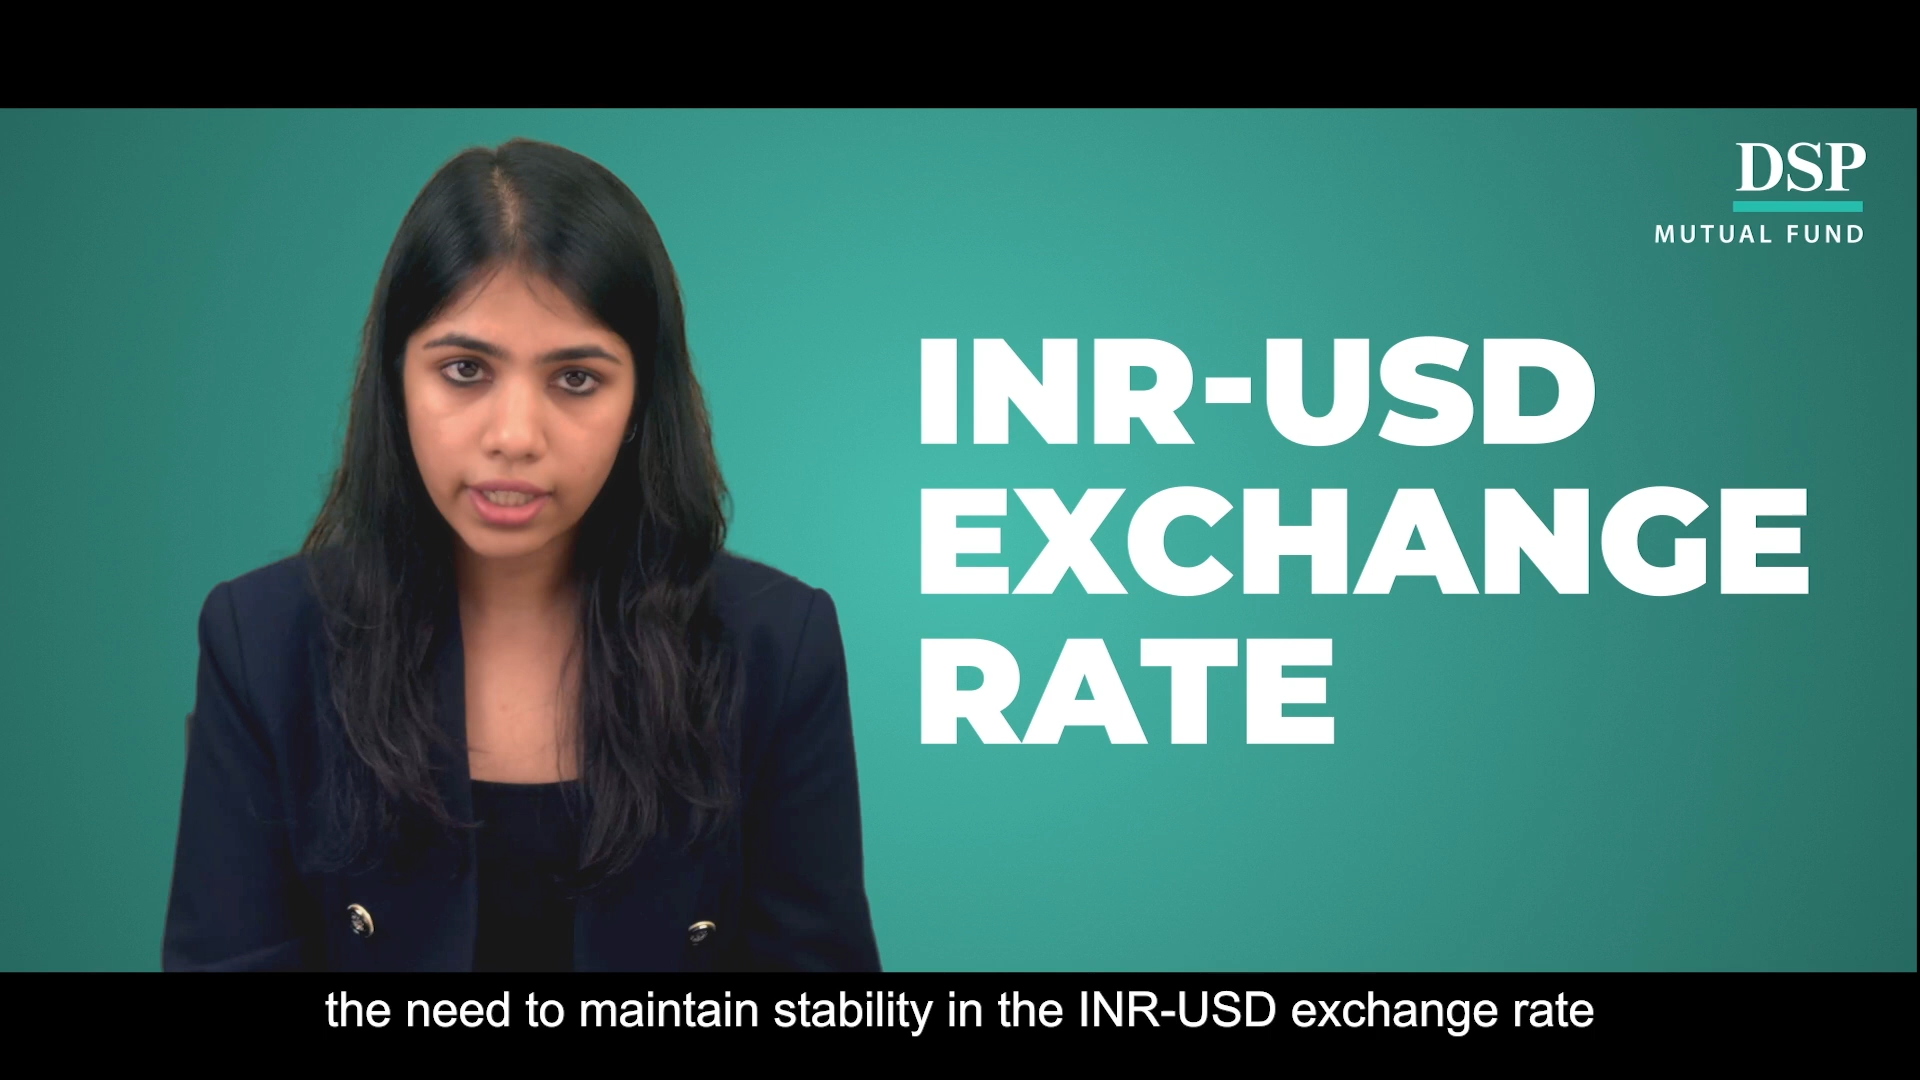 DSP
MUTUAL FUND
INR-USD
EXCHANGE
RATE
the need to maintain stability in the INR-USD exchange rate